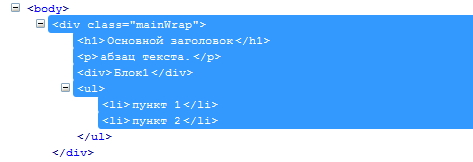 <body>
<div class="mainWrap">
<h1>Основной заголовок</h1>
<p>абзац текста.</p>
<div>Блок1</div>
<ul>
<li>пункт 1</li>
<li>пункт 2</li>
</ul>
</div>